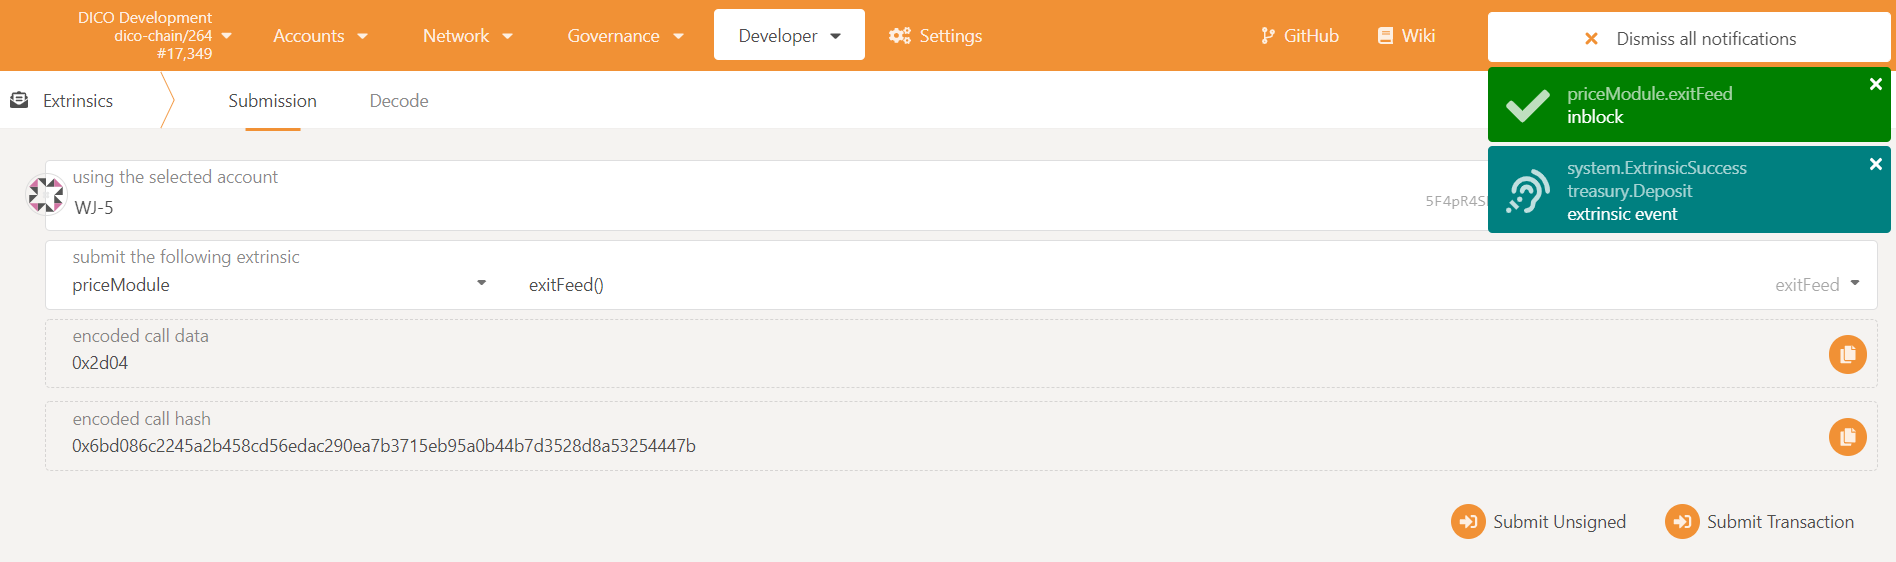 DICO Development
dico-chain/264
#17,349
Accounts
Network
Governance
Developer
Settings
GitHub
Wiki
Dismiss all notifications
priceModule.exitFeed
inblock
system.ExtrinsicSuccess
treasury.Deposit
extrinsic event
Extrinsics
Submission
Decode
using the selected account
WJ-5
5F4pR4S
submit the following extrinsic
priceModule
exitFeed()
exitFeed
encoded call data
0x2d04
encoded call hash
0x6bd086c2245a2b458cd56edac290ea7b3715eb95a0b44b7d3528d8a53254447b
Submit Unsigned
Submit Transaction